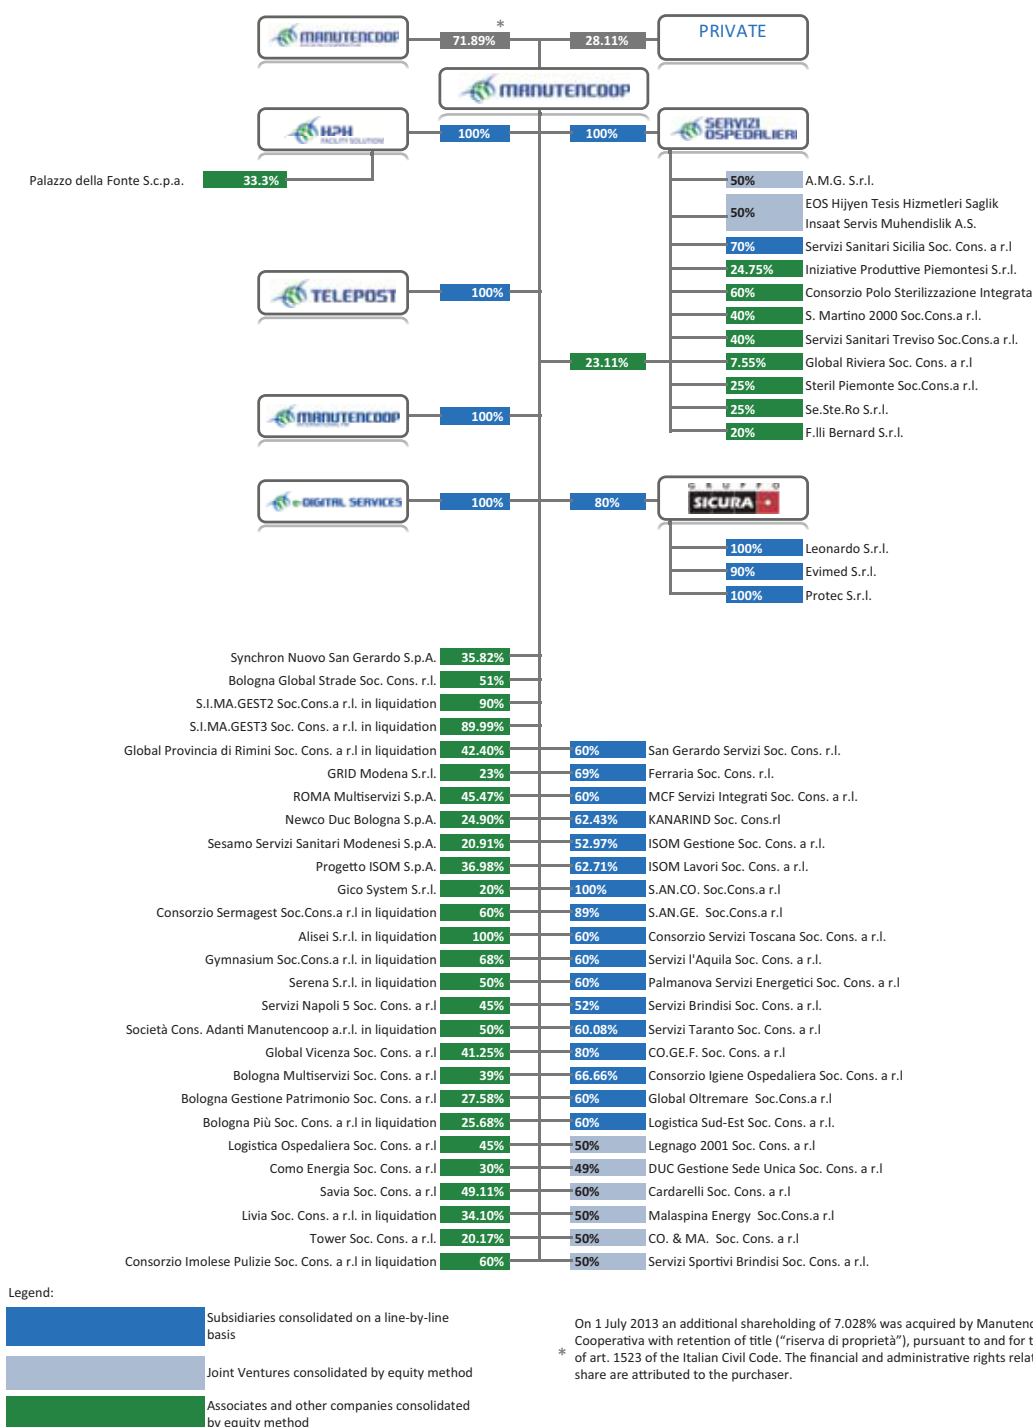 MANUTENCOOP 71.89% * 28.11% PRIVATE
MANUTENCOOP
H2H FACILITY SOLUTIONS 100% 100% SERVIZI OSPEDALIERI
Palazzo della Fonte S.c.p.a. 33.3%
50% A.M.G. S.r.l.
50% EOS Hijyen Tesis Hizmetleri Saglik
Insaat Servis Muhendislik A.S.
70% Servizi Sanitari Sicilia Soc. Cons. a r.l
24.75% Iniziative Produttive Piemontesi S.r.l.
TELEPOST 100%
60% Consorzio Polo Sterilizzazione Integrata
40% S. Martino 2000 Soc.Cons.a r.l.
40% Servizi Sanitari Treviso Soc.Cons.a r.l.
23.11% 7.55% Global Riviera Soc. Cons. a r.l
25% Steril Piemonte Soc.Cons.a r.l.
MANUTENCOOP 100%
25% Se.Ste.Ro S.r.l.
20% F.lli Bernard S.r.l.
e-DIGITAL SERVICES 100% 80% GRUPPO
SICURA
100% Leonardo S.r.l.
90% Evimed S.r.l.
100% Protec S.r.l.
Synchron Nuovo San Gerardo S.p.A. 35.82%
Bologna Global Strade Soc. Cons. r.l. 51%
S.I.MA.GEST2 Soc.Cons.a r.l. in liquidation 90%
S.I.MA.GEST3 Soc. Cons. a r.l. in liquidation 89.99%
Global Provincia di Rimini Soc. Cons. a r.l in liquidation 42.40% 60% San Gerardo Servizi Soc. Cons. r.l.
GRID Modena S.r.l. 23% 69% Ferraria Soc. Cons. r.l.
ROMA Multiservizi S.p.A. 45.47% 60% MCF Servizi Integrati Soc. Cons. a r.l.
Newco Duc Bologna S.p.A. 24.90% 62.43% KANARIND Soc. Cons.rl
Sesamo Servizi Sanitari Modenesi S.p.A. 20.91% 52.97% ISOM Gestione Soc. Cons. a r.l.
Progetto ISOM S.p.A. 36.98% 62.71% ISOM Lavori Soc. Cons. a r.l.
Gico System S.r.l. 20% 100% S.AN.CO. Soc.Cons.a r.l
Consorzio Sermagest Soc.Cons.a r.l in liquidation 60% 89% S.AN.GE. Soc.Cons.a r.l
Alisei S.r.l. in liquidation 100% 60% Consorzio Servizi Toscana Soc. Cons. a r.l.
Gymnasium Soc.Cons.a r.l. in liquidation 68% 60% Servizi l'Aquila Soc. Cons. a r.l.
Serena S.r.l. in liquidation 50% 60% Palmanova Servizi Energetici Soc. Cons. a r.l
Servizi Napoli 5 Soc. Cons. a r.l 45% 52% Servizi Brindisi Soc. Cons. a r.l.
Società Cons. Adanti Manutencoop a.r.l. in liquidation 50% 60.08% Servizi Taranto Soc. Cons. a r.l
Global Vicenza Soc. Cons. a r.l 41.25% 80% CO.GE.F. Soc. Cons. a r.l
Bologna Multiservizi Soc. Cons. a r.l 39% 66.66% Consorzio Igiene Ospedaliera Soc. Cons. a r.l
Bologna Gestione Patrimonio Soc. Cons. a r.l 27.58% 60% Global Oltremare Soc.Cons.a r.l
Bologna Più Soc. Cons. a r.l in liquidation 25.68% 60% Logistica Sud-Est Soc. Cons. a r.l.
Logistica Ospedaliera Soc. Cons. a r.l 45% 50% Legnago 2001 Soc. Cons. a r.l
Como Energia Soc. Cons. a r.l 30% 49% DUC Gestione Sede Unica Soc. Cons. a r.l
Savia Soc. Cons. a r.l 49.11% 60% Cardarelli Soc. Cons. a r.l
Livia Soc. Cons. a r.l. in liquidation 34.10% 50% Malaspina Energy Soc.Cons.a r.l
Tower Soc. Cons. a r.l. 20.17% 50% CO. & MA. Soc. Cons. a r.l
Consorzio Imolese Pulizie Soc. Cons. a r.l in liquidation 60% 50% Servizi Sportivi Brindisi Soc. Cons. a r.l.
Legend:
Subsidiaries consolidated on a line-by-line
basis
Joint Ventures consolidated by equity method
Associates and other companies consolidated
by equity method
On 1 July 2013 an additional shareholding of 7.028% was acquired by Manutenc
Cooperativa with retention of title (“riserva di proprietà”), pursuant to and for t
* of art. 1523 of the Italian Civil Code. The financial and administrative rights relat
share are attributed to the purchaser.